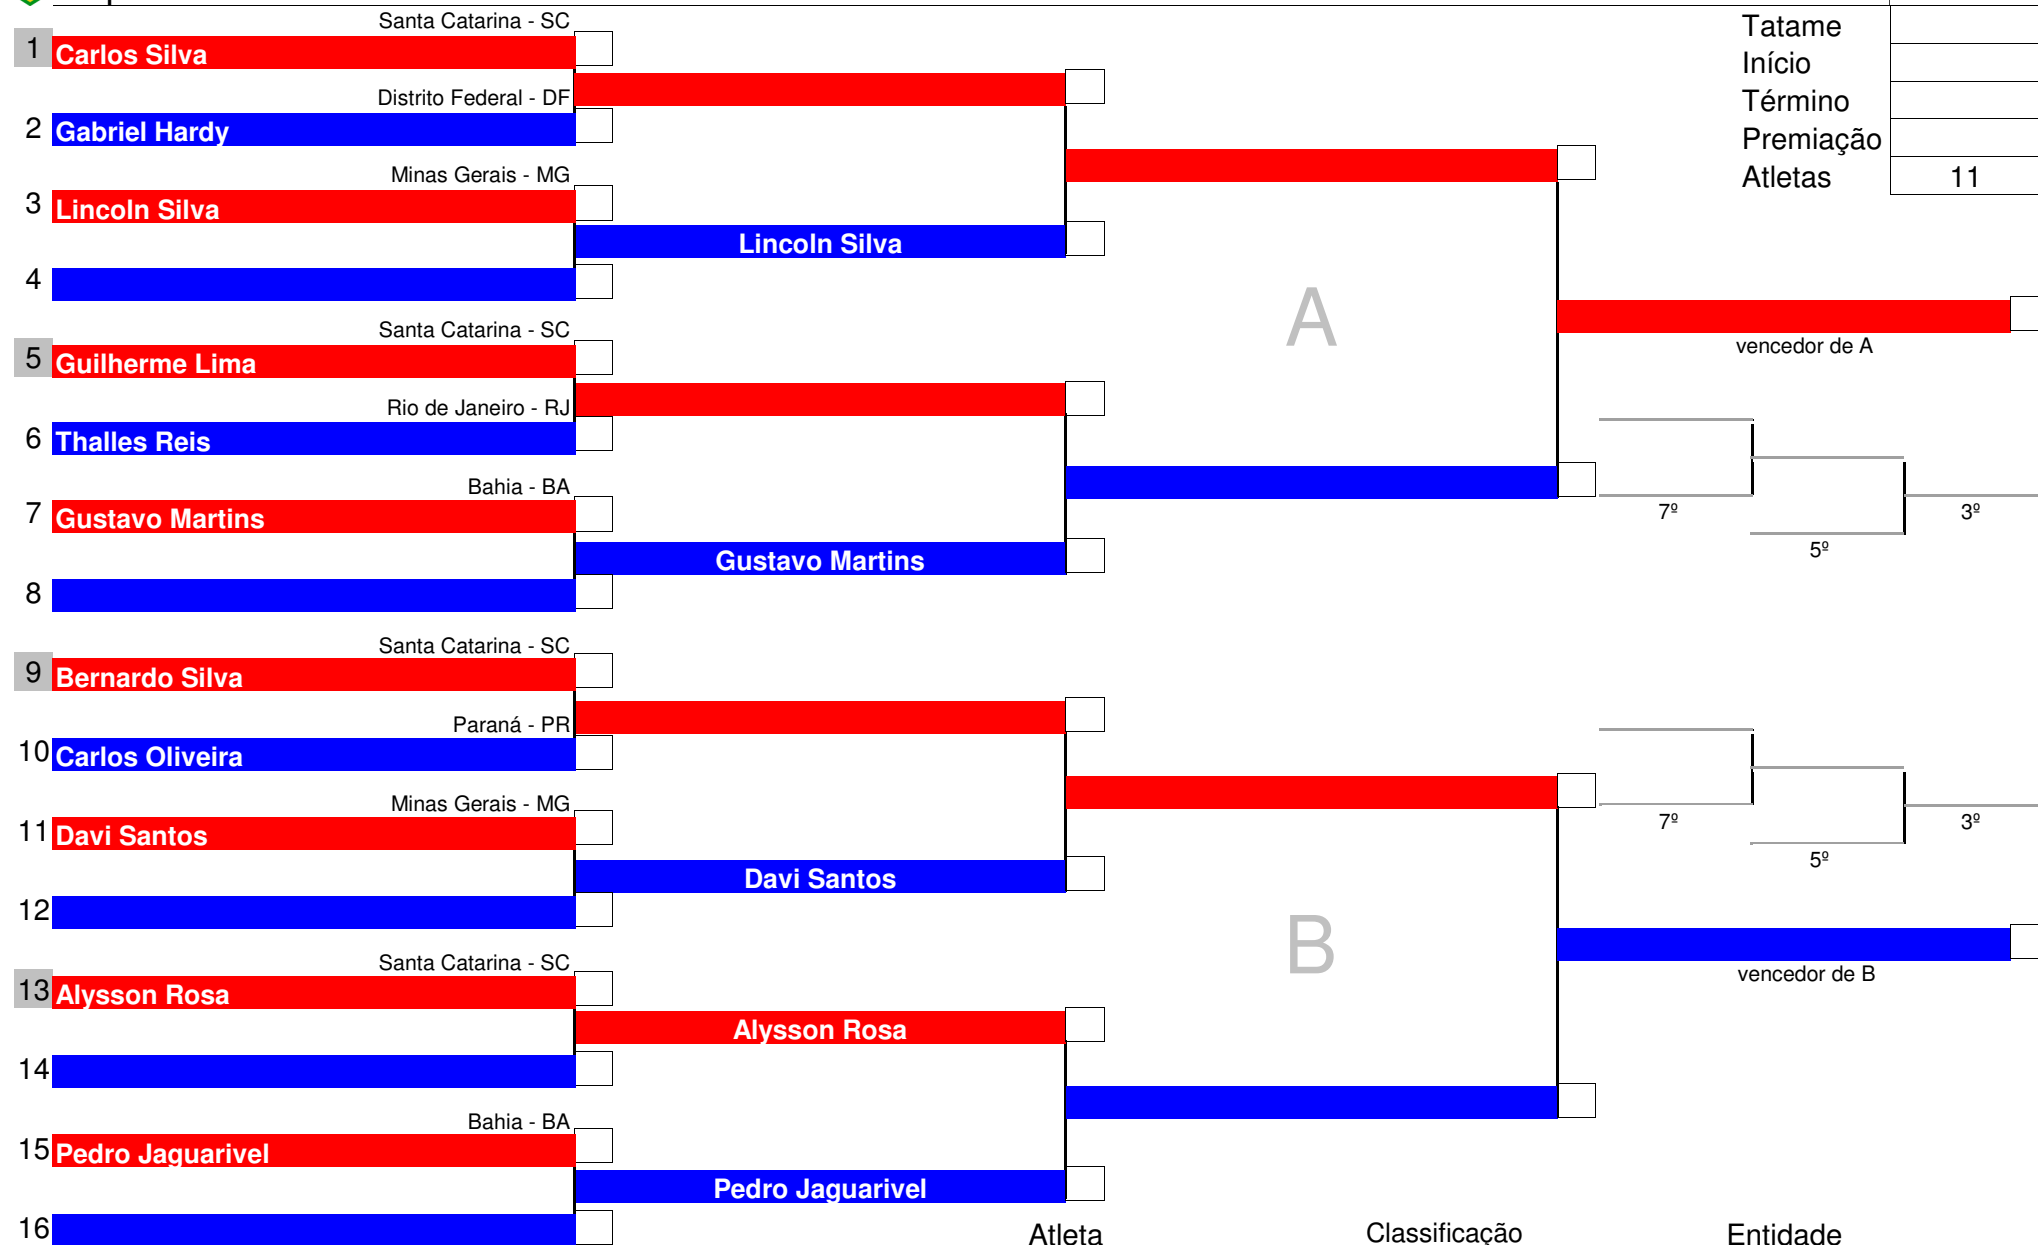 Santa Catarina - SC
1 Carlos Silva
Distrito Federal - DF
2 Gabriel Hardy
Minas Gerais - MG
3 Lincoln Silva
Lincoln Silva
4
Santa Catarina - SC
5 Guilherme Lima
Rio de Janeiro - RJ
6 Thalles Reis
Bahia - BA
7 Gustavo Martins
Gustavo Martins
8
Santa Catarina - SC
9 Bernardo Silva
Paraná - PR
10 Carlos Oliveira
Minas Gerais - MG
11 Davi Santos
Davi Santos
12
Santa Catarina - SC
13 Alysson Rosa
Alysson Rosa
14
Bahia - BA
15 Pedro Jaguarivel
Pedro Jaguarivel
16
A
B
Tatame
Início
Término
Premiação
Atletas 11
vencedor de A
7º
3º
5º
7º
3º
5º
vencedor de B
Atleta Classificação Entidade